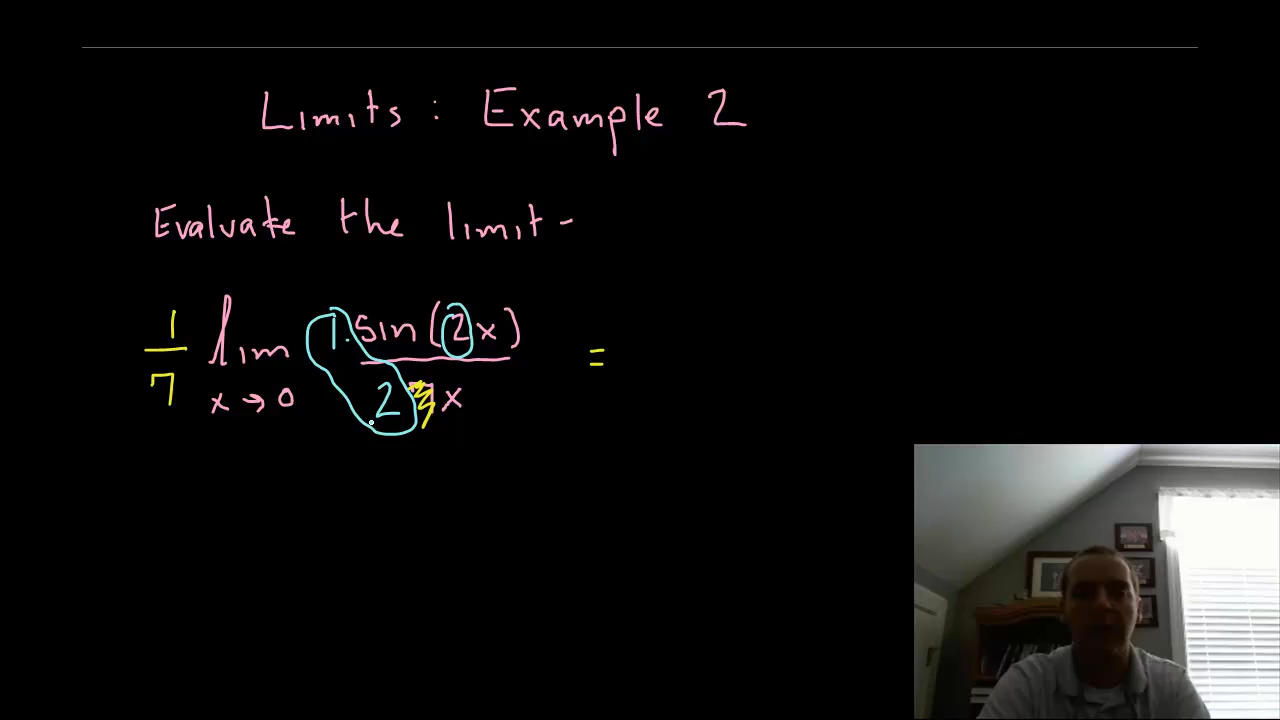 Limits: Example 2
Evaluate the limit-
1/7 lim x→0 1·sin(2x) / 2 x =